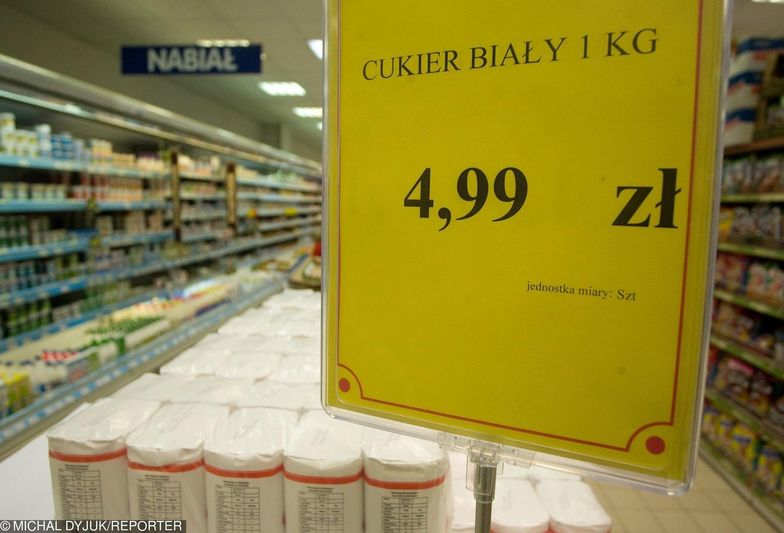 NABIAŁ
CUKIER BIAŁY 1 KG
4,99 zł
jednostka miary: Szt
© MICHAL DYJUK/REPORTER